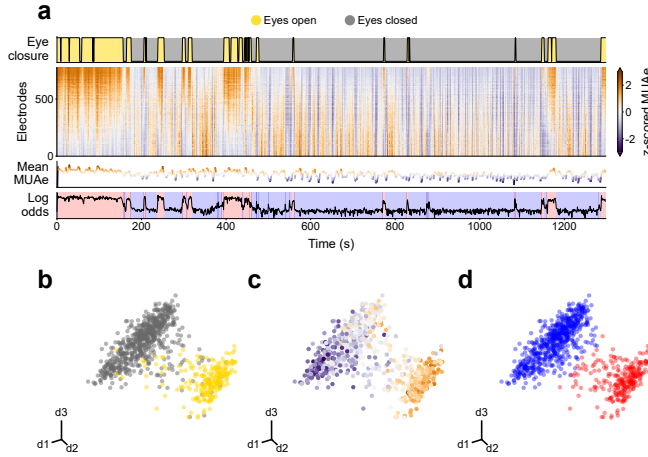 Eyes open Eyes closed
a
Eye
closure
Electrodes
500
0
Mean
MUAe
Log
odds
0 200 400 600 800 1000 1200
Time (s)
2
0
-2
z-scored MUAe
b c d
d3
d1 d2
d3
d1 d2
d3
d1 d2